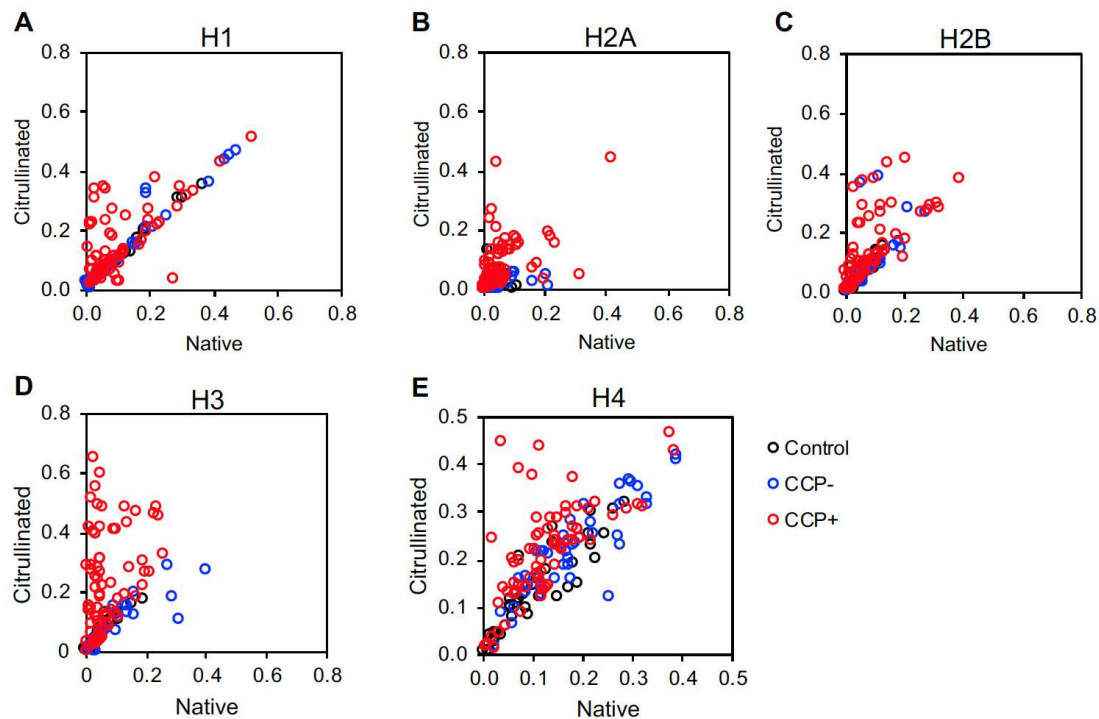 A
H1
Citrullinated
0.8
0.6
0.4
0.2
0.0
0.0 0.2 0.4 0.6 0.8
Native
B
H2A
Citrullinated
0.8
0.6
0.4
0.2
0.0
0.0 0.2 0.4 0.6 0.8
Native
C
H2B
Citrullinated
0.8
0.6
0.4
0.2
0.0
0.0 0.2 0.4 0.6 0.8
Native
D
H3
Citrullinated
0.8
0.6
0.4
0.2
0
0 0.2 0.4 0.6 0.8
Native
E
H4
Citrullinated
0.5
0.4
0.3
0.2
0.1
0.0
0.0 0.1 0.2 0.3 0.4 0.5
Native
Control
CCP-
CCP+